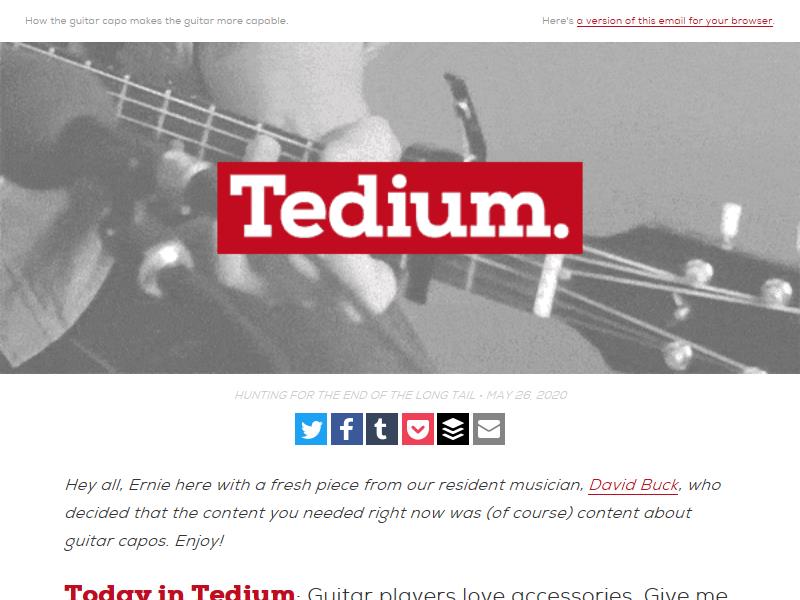 How the guitar capo makes the guitar more capable.
Here's a version of this email for your browser.
Tedium.
HUNTING FOR THE END OF THE LONG TAIL • MAY 26, 2020
Hey all, Ernie here with a fresh piece from our resident musician, David Buck, who
decided that the content you needed right now was (of course) content about
guitar capos. Enjoy!
Today in Tedium: Guitar players love accessories. Give me